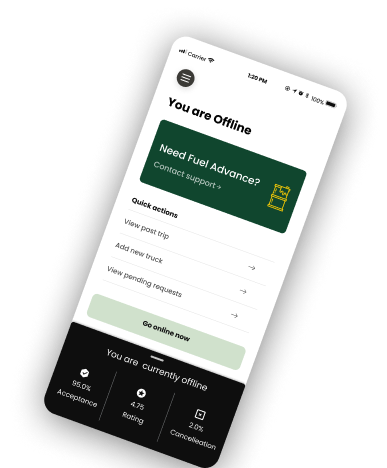 Carrier 1:20 PM 100%
You are Offline
Need Fuel Advance?
Contact support
Quick actions
View past trip
Add new truck
View pending requests
Go online now
You are currently offline
95.0% 4.75 2.0%
Acceptance Rating Cancelleation